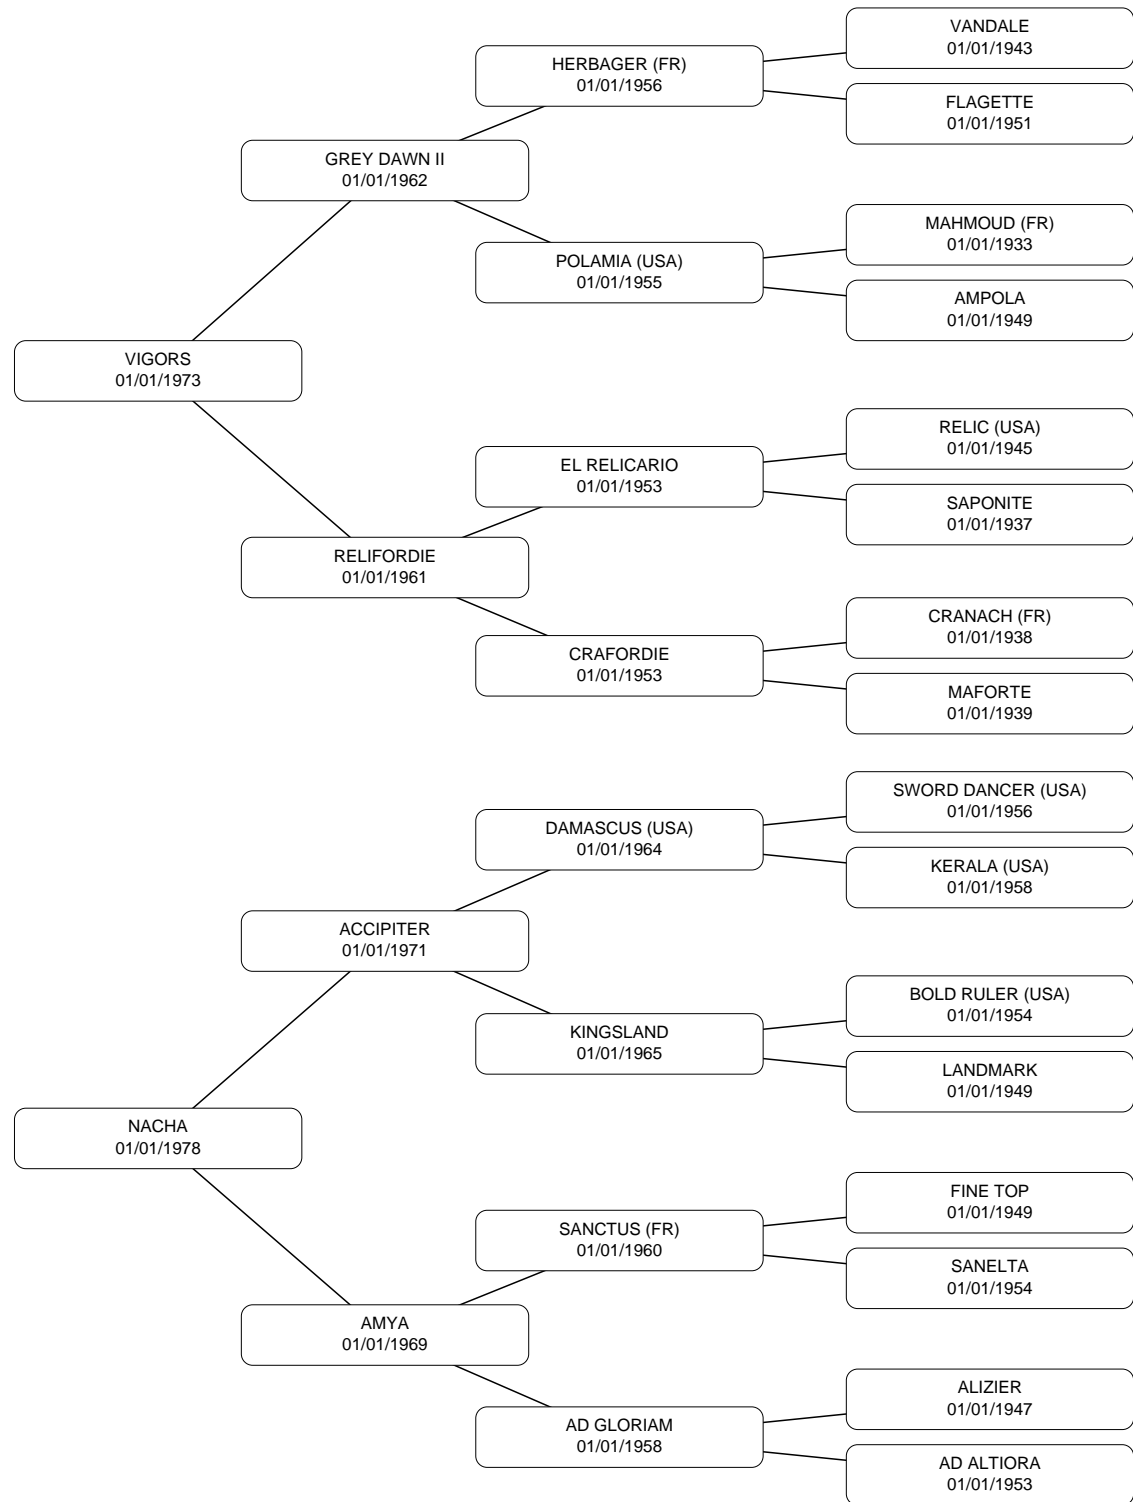 VANDALE
01/01/1943
HERBAGER (FR)
01/01/1956
FLAGETTE
01/01/1951
GREY DAWN II
01/01/1962
MAHMOUD (FR)
01/01/1933
POLAMIA (USA)
01/01/1955
AMPOLA
01/01/1949
VIGORS
01/01/1973
RELIC (USA)
01/01/1945
EL RELICARIO
01/01/1953
SAPONITE
01/01/1937
RELIFORDIE
01/01/1961
CRANACH (FR)
01/01/1938
CRAFORDIE
01/01/1953
MAFORTE
01/01/1939
SWORD DANCER (USA)
01/01/1956
DAMASCUS (USA)
01/01/1964
KERALA (USA)
01/01/1958
ACCIPITER
01/01/1971
BOLD RULER (USA)
01/01/1954
KINGSLAND
01/01/1965
LANDMARK
01/01/1949
NACHA
01/01/1978
FINE TOP
01/01/1949
SANCTUS (FR)
01/01/1960
SANELTA
01/01/1954
AMYA
01/01/1969
ALIZIER
01/01/1947
AD GLORIAM
01/01/1958
AD ALTIORA
01/01/1953